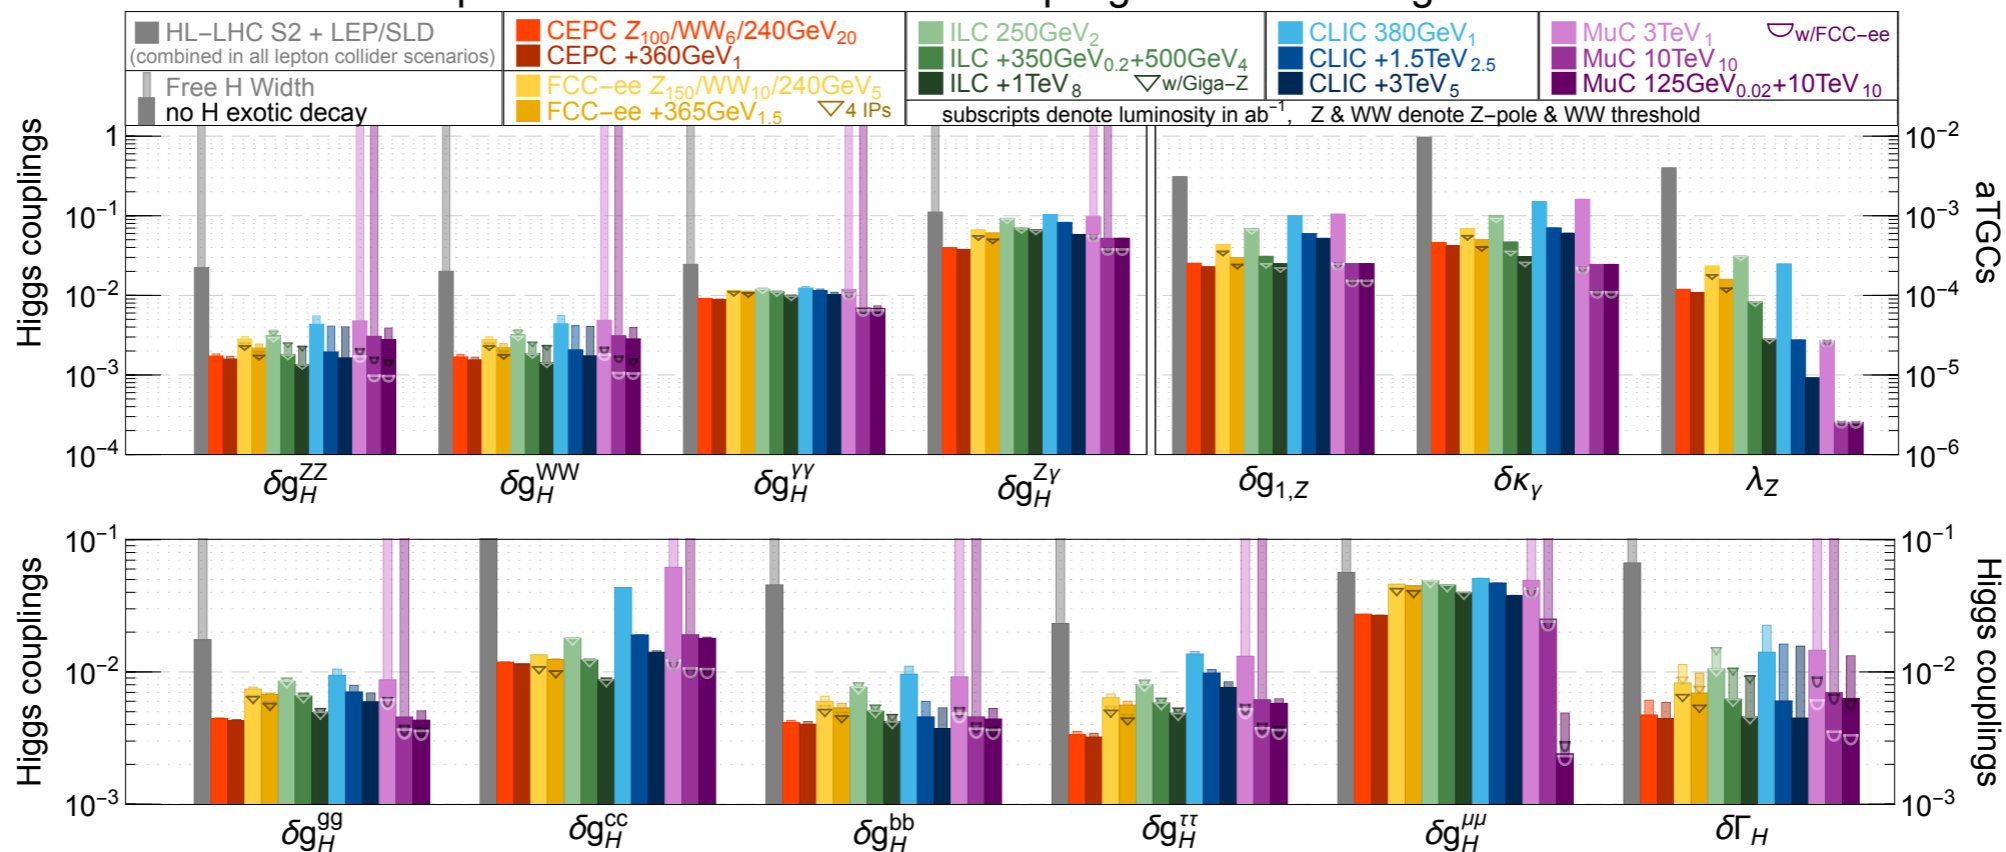 HL−LHC S2 + LEP/SLD
(combined in all lepton collider scenarios)
Free H Width
no H exotic decay
CEPC Z100/WW6/240GeV20
CEPC +360GeV1
FCC−ee Z150/WW10/240GeV5
FCC−ee +365GeV1.5 ▽4 IPs
ILC 250GeV2
ILC +350GeV0.2+500GeV4
ILC +1TeV8 ▽w/Giga−Z
CLIC 380GeV1
CLIC +1.5TeV2.5
CLIC +3TeV5
MuC 3TeV1 w/FCC−ee
MuC 10TeV10
MuC 125GeV0.02+10TeV10
subscripts denote luminosity in ab−1, Z & WW denote Z−pole & WW threshold
Higgs couplings
1
10−1
10−2
10−3
10−4
10−2
10−3
10−4
10−5
10−6
aTGCs
δgHZZ
δgHWW
δgHγγ
δgHZγ
δg1,Z
δκγ
λZ
Higgs couplings
10−1
10−2
10−3
10−1
10−2
10−3
Higgs couplings
δgHgg
δgHcc
δgHbb
δgHττ
δgHμμ
δΓH